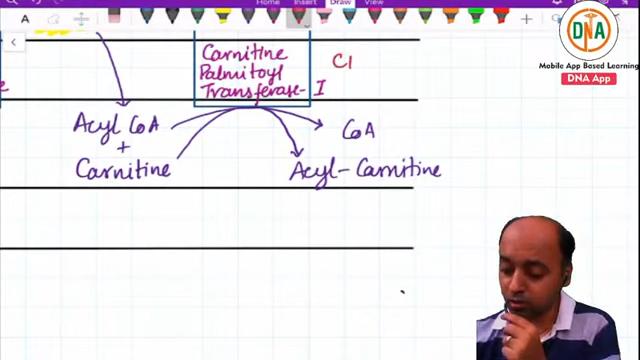 Home
Insert
Draw
View
DNA
Mobile App Based Learning
DNA App
Carnitine
Palmitoyl
Transferase- I
C
e
Acyl CoA
+
Carnitine
CoA
Acyl-Carnitine